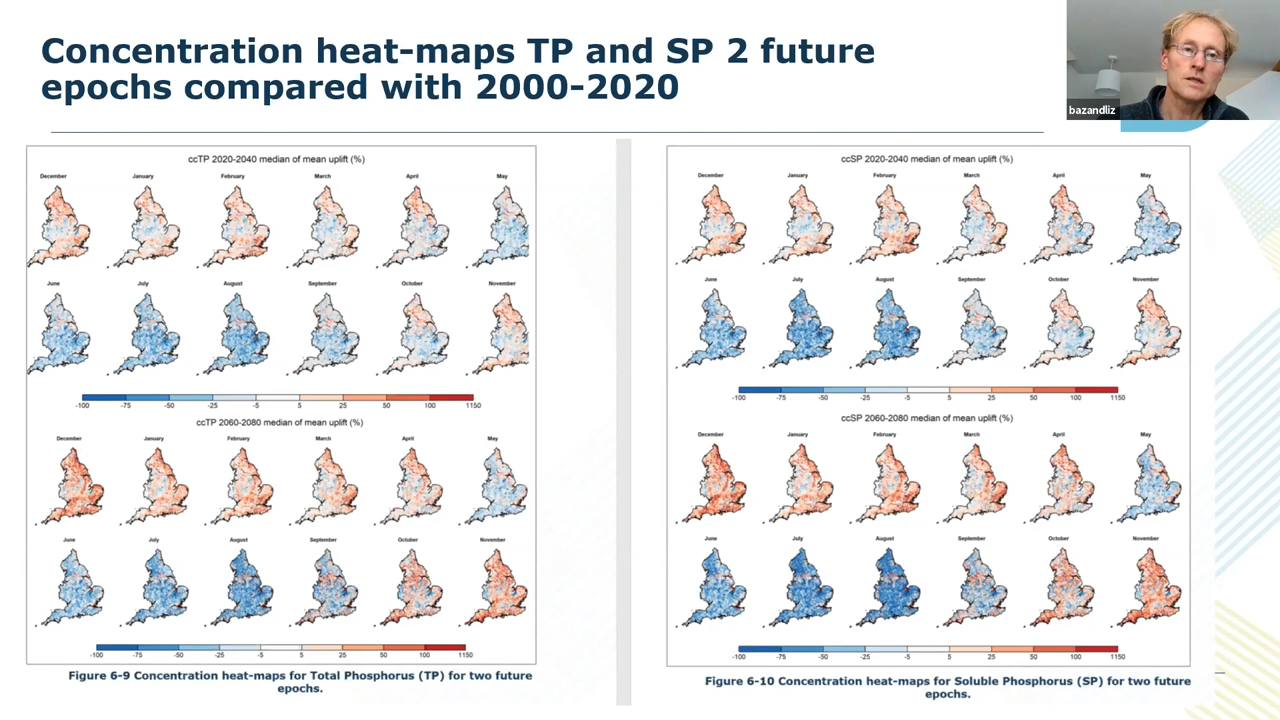 Concentration heat-maps TP and SP 2 future
epochs compared with 2000-2020
bazandliz
ccTP 2020-2040 median of mean uplift (%)
December January February March April May
June July August September October November
-100 -75 -50 -25 -5 5 25 50 100 1150
ccTP 2060-2080 median of mean uplift (%)
December January February March April May
June July August September October November
-100 -75 -50 -25 -5 5 25 50 100 1150
Figure 6-9 Concentration heat-maps for Total Phosphorus (TP) for two future
epochs.
ccSP 2020-2040 median of mean uplift (%)
December January February March April May
June July August September October November
-100 -75 -50 -25 -5 5 25 50 100 1150
ccSP 2060-2080 median of mean uplift (%)
December January February March April May
June July August September October November
-100 -75 -50 -25 -5 5 25 50 100 1150
Figure 6-10 Concentration heat-maps for Soluble Phosphorus (SP) for two future
epochs.